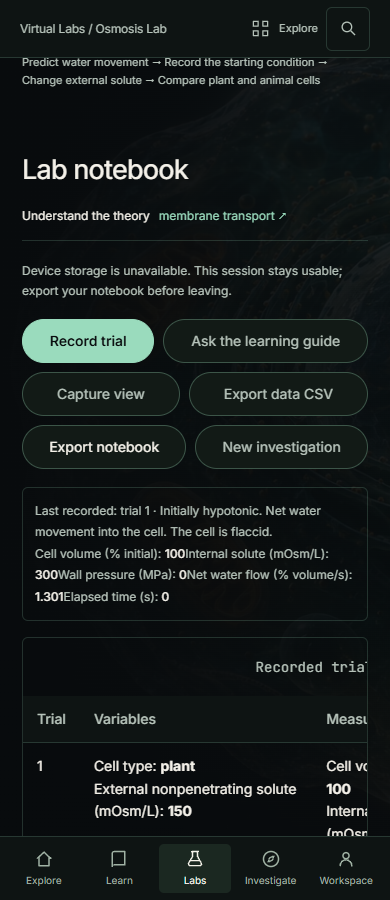 Virtual Labs / Osmosis Lab
Explore
Predict water movement → Record the starting condition →
Change external solute → Compare plant and animal cells
Lab notebook
Understand the theory membrane transport ↗
Device storage is unavailable. This session stays usable;
export your notebook before leaving.
Record trial
Ask the learning guide
Capture view
Export data CSV
Export notebook
New investigation
Last recorded: trial 1 · Initially hypotonic. Net water
movement into the cell. The cell is flaccid.
Cell volume (% initial): 100Internal solute (mOsm/L):
300Wall pressure (MPa): 0Net water flow (% volume/s):
1.301Elapsed time (s): 0
Recorded
Trial Variables
1 Cell type: plant
External nonpenetrating solute
(mOsm/L): 150
Cell
100
Explore Learn Labs Investigate Workspace